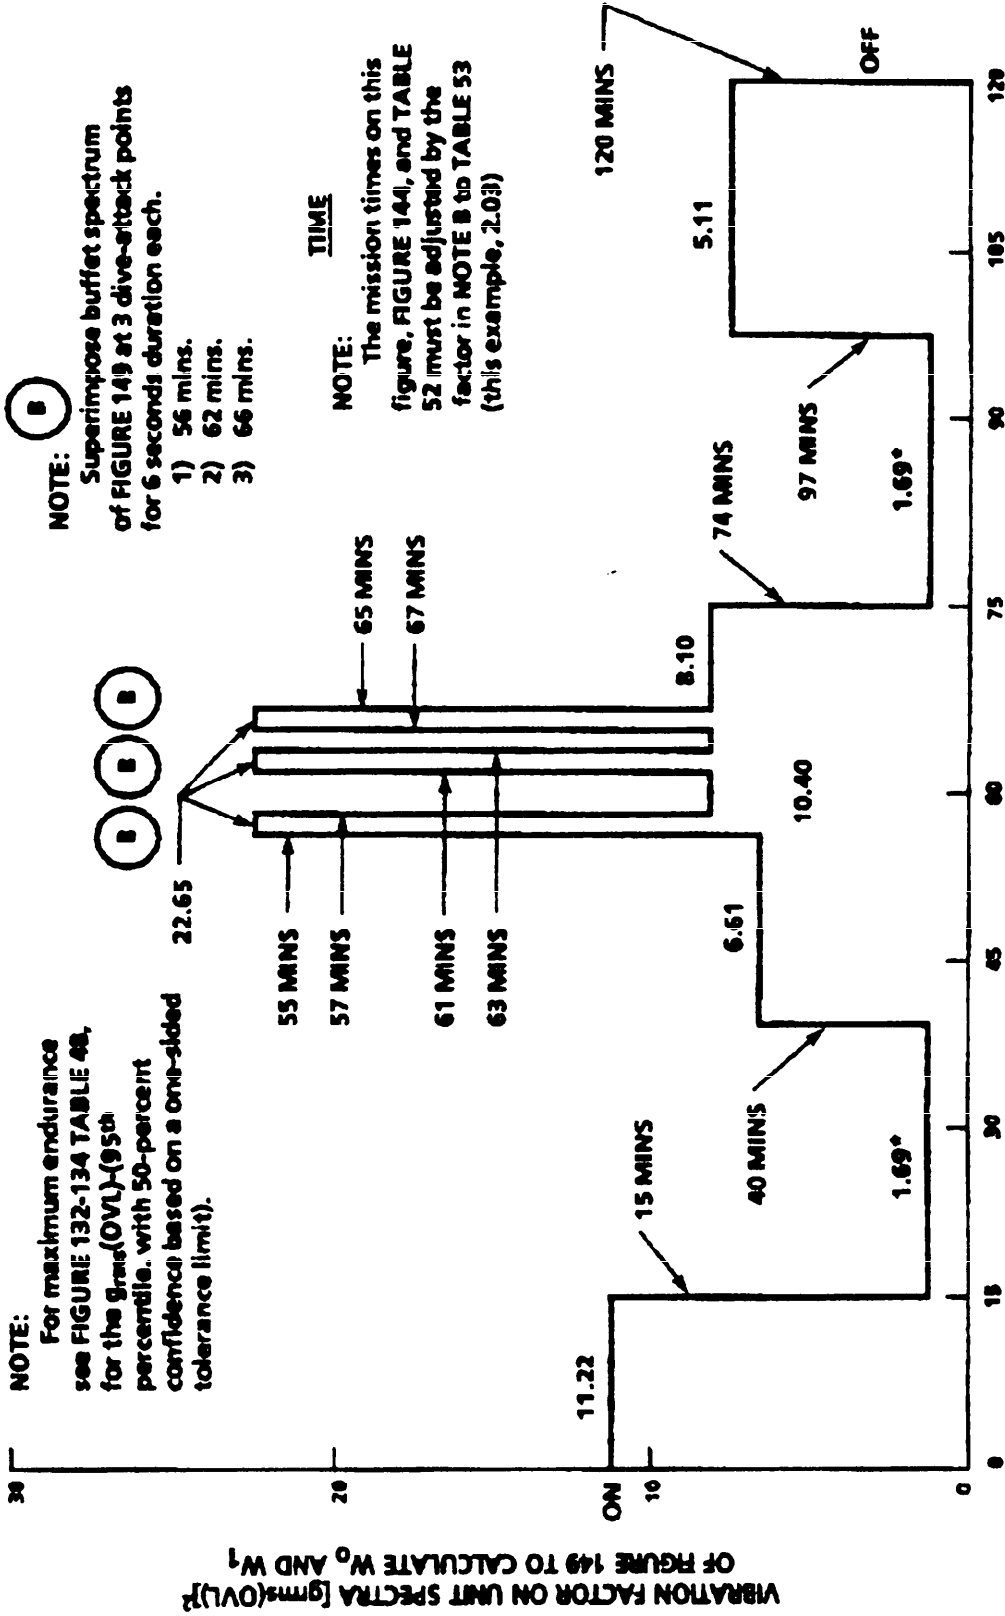 NOTE:
For maximum endurance
see FIGURE 132-134 TABLE 48,
for the grms(OVL)-(95th
percentile. with 50-percent
confidence based on a one-sided
tolerance limit).
NOTE: B
Superimpose buffet spectrum
of FIGURE 149 at 3 dive-attack points
for 6 seconds duration each.
1) 56 mins.
2) 62 mins.
3) 66 mins.
TIME
NOTE:
The mission times on this
figure, FIGURE 144, and TABLE
52 must be adjusted by the
factor in NOTE B to TABLE 53
(this example, 2.03)
B
B
B
22.65
55 MINS
57 MINS
61 MINS
63 MINS
65 MINS
67 MINS
11.22
15 MINS
1.69*
40 MINS
6.61
10.40
8.10
74 MINS
1.69*
97 MINS
5.11
120 MINS
OFF
ON
30
20
10
0
0
15
30
45
60
75
90
105
120
VIBRATION FACTOR ON UNIT SPECTRA [grms(OVL)]²
OF FIGURE 149 TO CALCULATE W₀ AND W₁